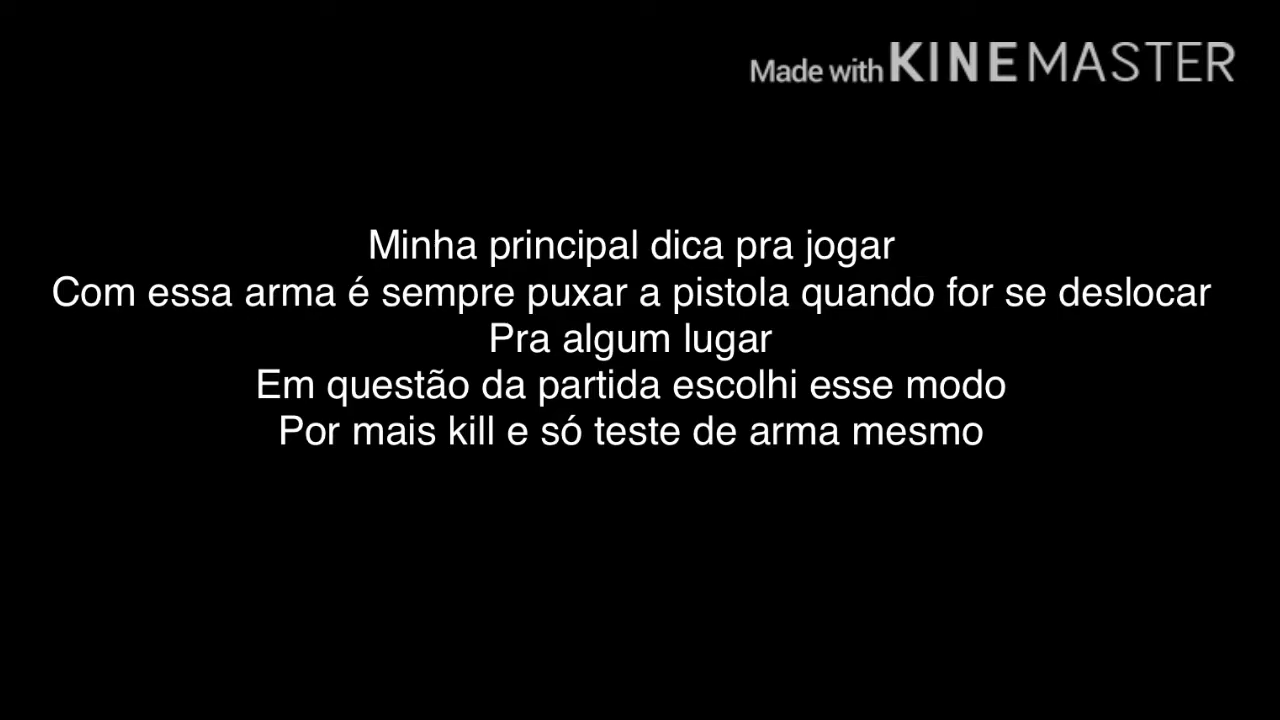 Made with KINEMASTER
Minha principal dica pra jogar
Com essa arma é sempre puxar a pistola quando for se deslocar
Pra algum lugar
Em questão da partida escolhi esse modo
Por mais kill e só teste de arma mesmo